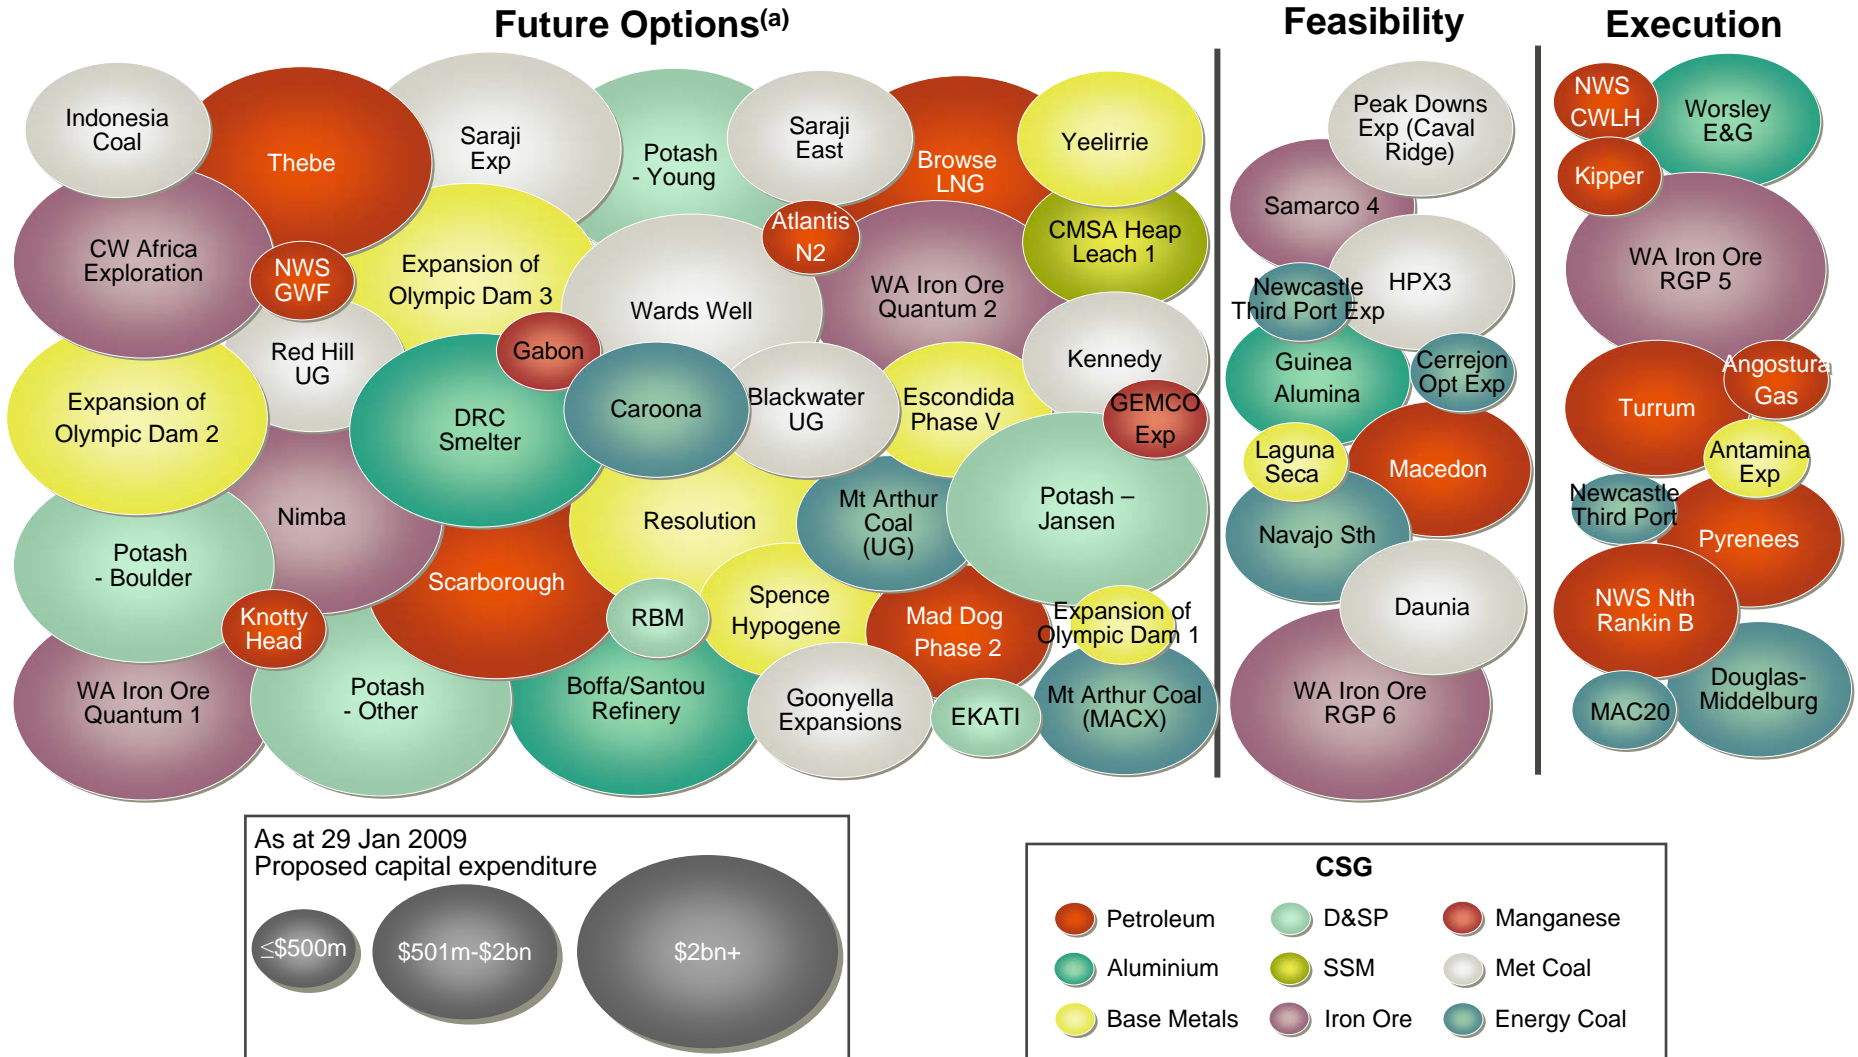 Future Options(a)
Feasibility
Execution
Indonesia
Coal
Thebe
Saraji
Exp
Potash
- Young
Saraji
East
Browse
LNG
Yeelirrie
CW Africa
Exploration
NWS
GWF
Expansion of
Olympic Dam 3
Wards Well
Atlantis
N2
WA Iron Ore
Quantum 2
CMSA Heap
Leach 1
Red Hill
UG
Gabon
Kennedy
Expansion of
Olympic Dam 2
DRC
Smelter
Caroona
Blackwater
UG
Escondida
Phase V
GEMCO
Exp
Nimba
Resolution
Mt Arthur
Coal
(UG)
Potash –
Jansen
Potash
- Boulder
Scarborough
RBM
Spence
Hypogene
Mad Dog
Phase 2
Expansion of
Olympic Dam 1
Knotty
Head
WA Iron Ore
Quantum 1
Potash
- Other
Boffa/Santou
Refinery
Goonyella
Expansions
EKATI
Mt Arthur Coal
(MACX)
Peak Downs
Exp (Caval
Ridge)
Samarco 4
HPX3
Newcastle
Third Port Exp
Guinea
Alumina
Cerrejon
Opt Exp
Laguna
Seca
Macedon
Navajo Sth
Daunia
WA Iron Ore
RGP 6
NWS
CWLH
Worsley
E&G
Kipper
WA Iron Ore
RGP 5
Turrum
Angostura
Gas
Antamina
Exp
Newcastle
Third Port
Pyrenees
NWS Nth
Rankin B
MAC20
Douglas-
Middelburg
As at 29 Jan 2009
Proposed capital expenditure
≤$500m
$501m-$2bn
$2bn+
CSG
Petroleum
D&SP
Manganese
Aluminium
SSM
Met Coal
Base Metals
Iron Ore
Energy Coal